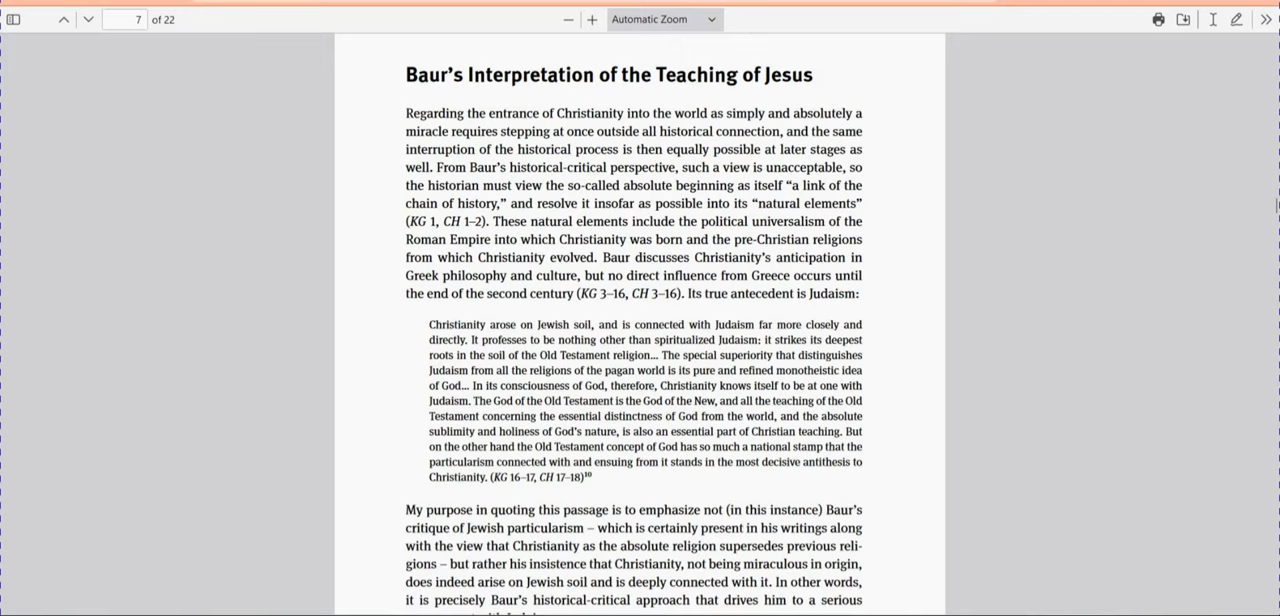 7 of 22
Automatic Zoom
Baur’s Interpretation of the Teaching of Jesus
Regarding the entrance of Christianity into the world as simply and absolutely a
miracle requires stepping at once outside all historical connection, and the same
interruption of the historical process is then equally possible at later stages as
well. From Baur’s historical-critical perspective, such a view is unacceptable, so
the historian must view the so-called absolute beginning as itself “a link of the
chain of history,” and resolve it insofar as possible into its “natural elements”
(KG 1, CH 1–2). These natural elements include the political universalism of the
Roman Empire into which Christianity was born and the pre-Christian religions
from which Christianity evolved. Baur discusses Christianity’s anticipation in
Greek philosophy and culture, but no direct influence from Greece occurs until
the end of the second century (KG 3–16, CH 3–16). Its true antecedent is Judaism:
Christianity arose on Jewish soil, and is connected with Judaism far more closely and
directly. It professes to be nothing other than spiritualized Judaism; it strikes its deepest
roots in the soil of the Old Testament religion... The special superiority that distinguishes
Judaism from all the religions of the pagan world is its pure and refined monotheistic idea
of God... In its consciousness of God, therefore, Christianity knows itself to be at one with
Judaism. The God of the Old Testament is the God of the New, and all the teaching of the Old
Testament concerning the essential distinctness of God from the world, and the absolute
sublimity and holiness of God’s nature, is also an essential part of Christian teaching. But
on the other hand the Old Testament concept of God has so much a national stamp that the
particularism connected with and ensuing from it stands in the most decisive antithesis to
Christianity. (KG 16–17, CH 17–18)¹⁰
My purpose in quoting this passage is to emphasize not (in this instance) Baur’s
critique of Jewish particularism – which is certainly present in his writings along
with the view that Christianity as the absolute religion supersedes previous reli-
gions – but rather his insistence that Christianity, not being miraculous in origin,
does indeed arise on Jewish soil and is deeply connected with it. In other words,
it is precisely Baur’s historical-critical approach that drives him to a serious